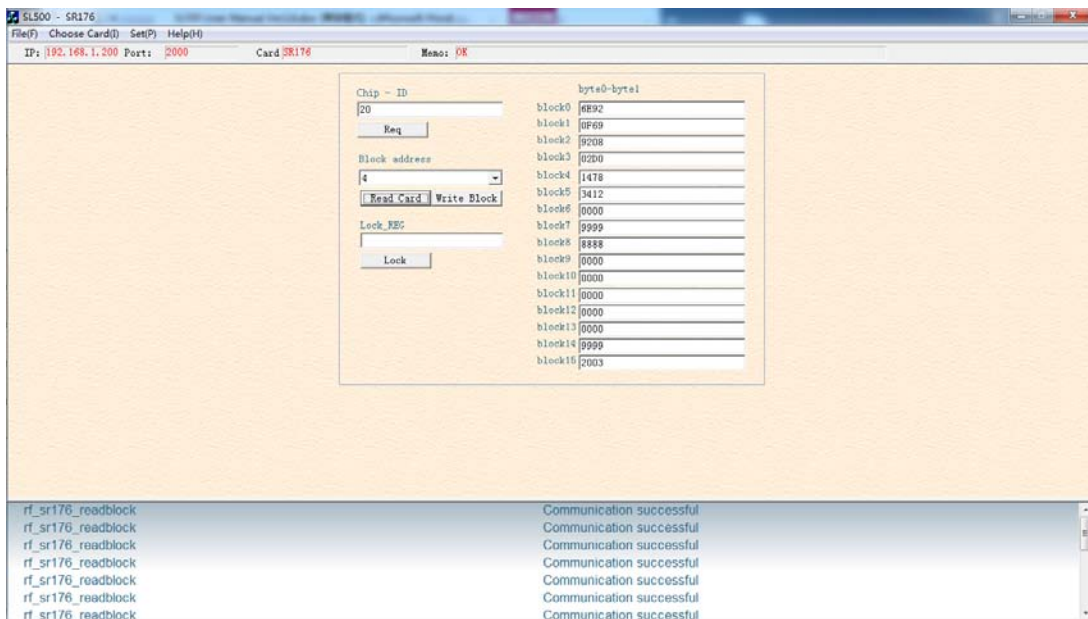 SL500 - SR176
File(F) Choose Card(I) Set(P) Help(H)
IP: 192.168.1.200 Port: 2000 Card SR176 Memo: OK
Chip - ID
20
Req
Block address
4
Read Card Write Block
Lock_REG
Lock
byte0-byte1
block0 6E92
block1 0F69
block2 9208
block3 02D0
block4 1478
block5 3412
block6 0000
block7 9999
block8 8888
block9 0000
block10 0000
block11 0000
block12 0000
block13 0000
block14 9999
block15 2003
rf_sr176_readblock Communication successful
rf_sr176_readblock Communication successful
rf_sr176_readblock Communication successful
rf_sr176_readblock Communication successful
rf_sr176_readblock Communication successful
rf_sr176_readblock Communication successful
rf_sr176_readblock Communication successful